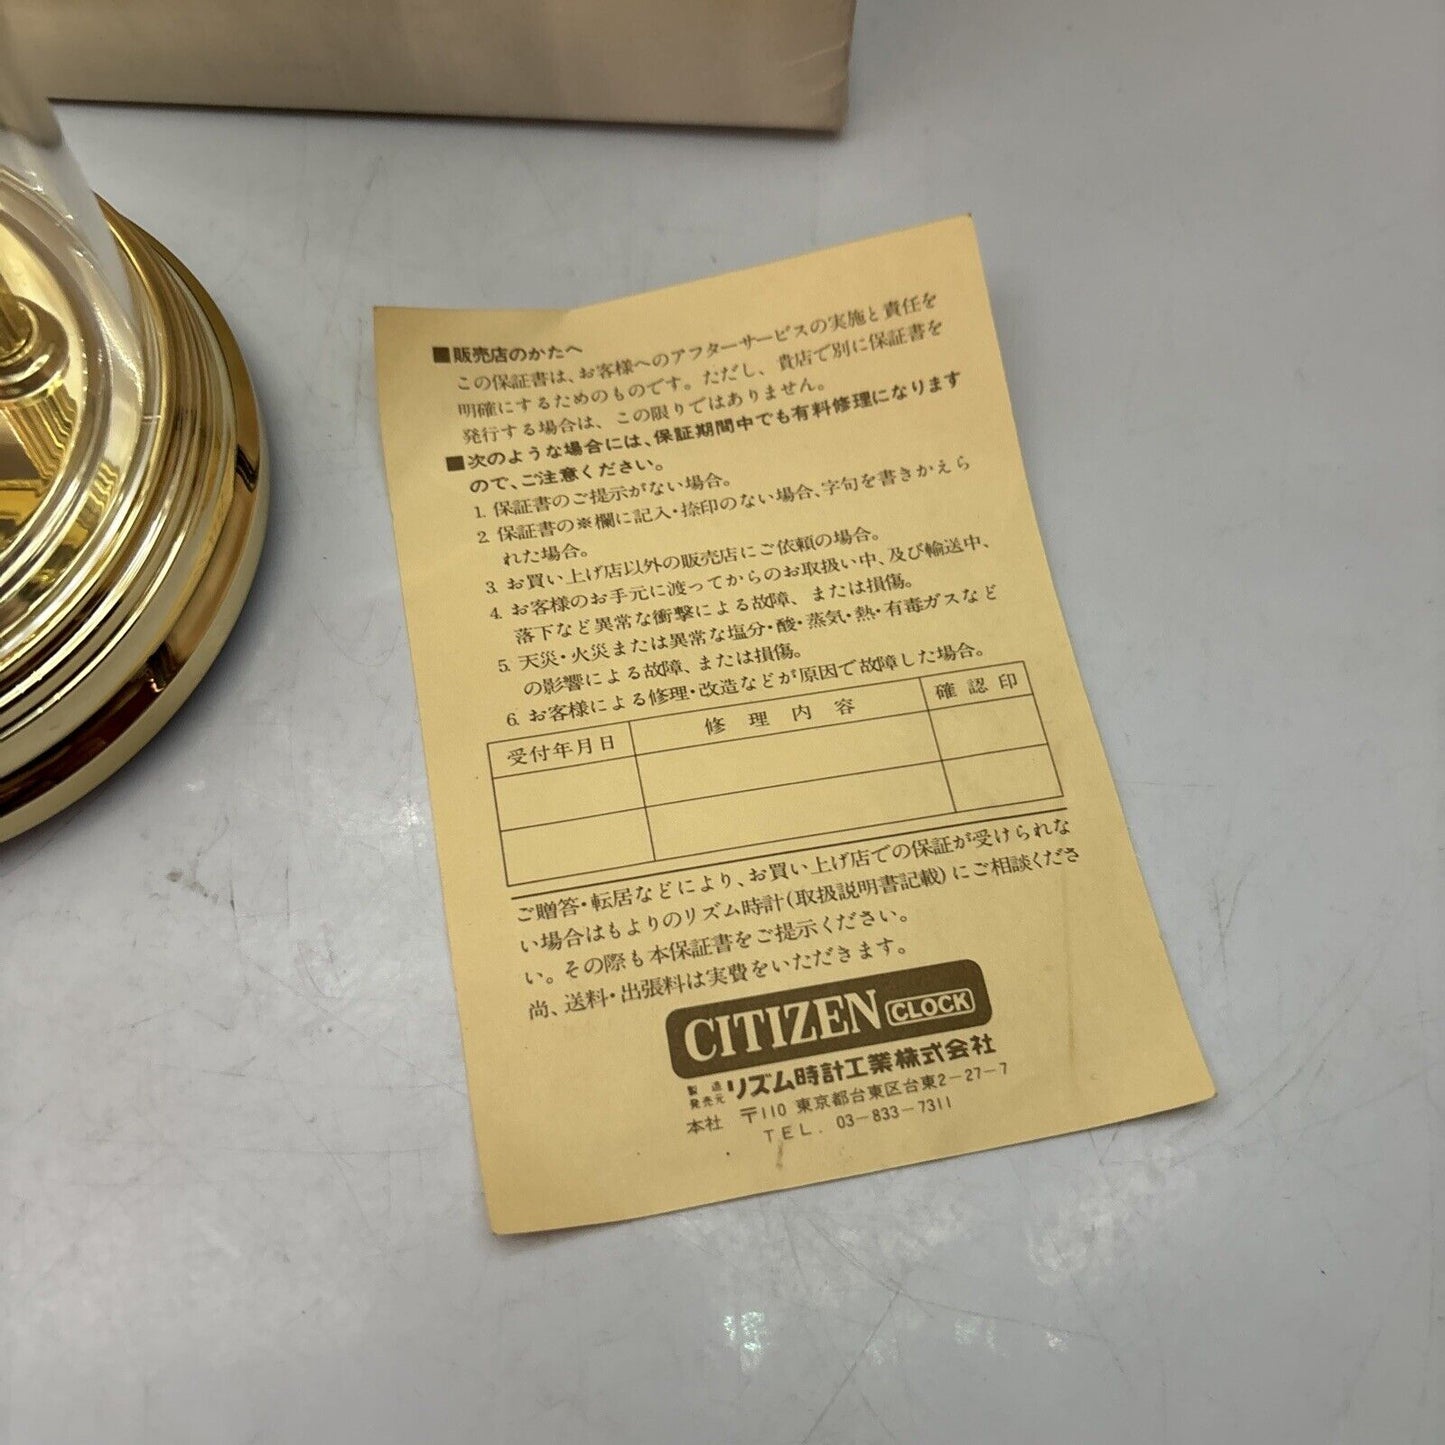 ■販売店のかたへ
この保証書は、お客様へのアフターサービスの実施と責任を
明確にするためのものです。ただし、貴店で別に保証書を
発行する場合は、この限りではありません。
■次のような場合には、保証期間中でも有料修理になります
ので、ご注意ください。
1. 保証書のご提示がない場合。
2. 保証書の※欄に記入・捺印のない場合、字句を書きかえら
れた場合。
3. お買い上げ店以外の販売店にご依頼の場合。
4. お客様のお手元に渡ってからのお取扱い中、及び輸送中、
落下など異常な衝撃による故障、または損傷。
5. 天災・火災または異常な塩分・酸・蒸気・熱・有毒ガスなど
の影響による故障、または損傷。
6. お客様による修理・改造などが原因で故障した場合。
受付年月日 修理内容 確認印
ご贈答・転居などにより、お買い上げ店での保証が受けられな
い場合はもよりのリズム時計(取扱説明書記載)にご相談くださ
い。その際も本保証書をご提示ください。
尚、送料・出張料は実費をいただきます。
CITIZEN CLOCK
製造
発売元 リズム時計工業株式会社
本社 〒110 東京都台東区台東2-27-7
TEL. 03-833-7311